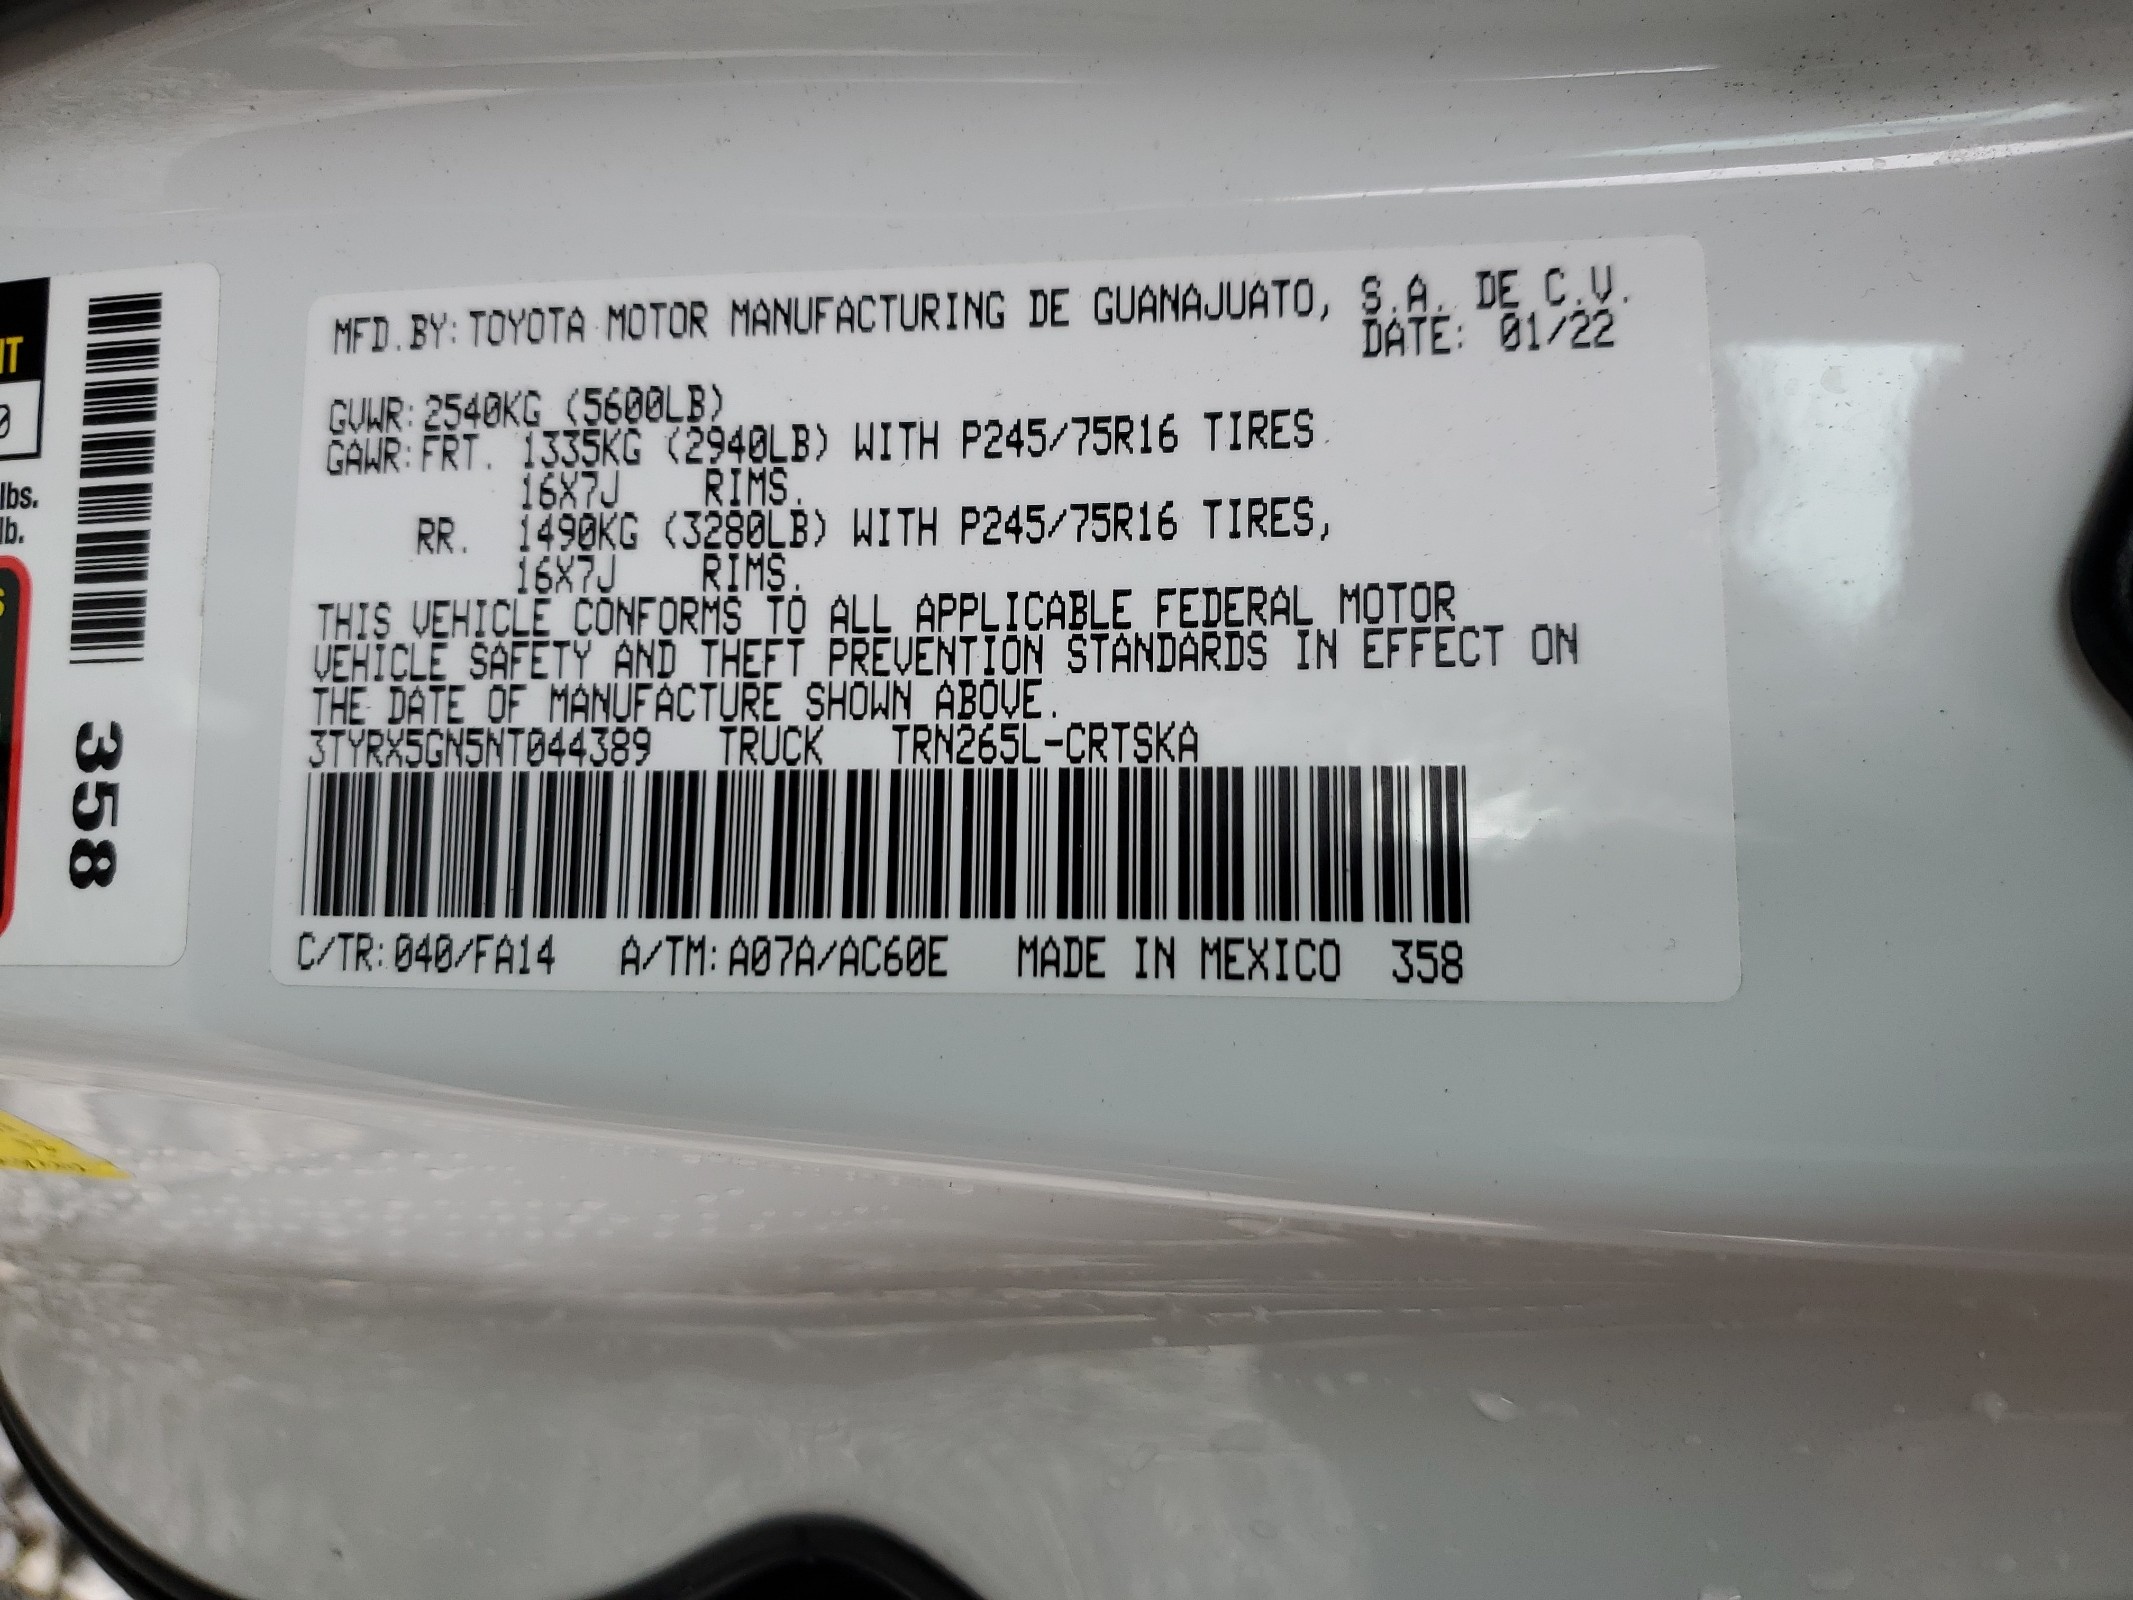 MFD.BY:TOYOTA MOTOR MANUFACTURING DE GUANAJUATO, S.A. DE C.V.
DATE: 01/22
GVWR:2540KG (5600LB)
GAWR:FRT. 1335KG (2940LB) WITH P245/75R16 TIRES
16X7J RIMS.
RR. 1490KG (3280LB) WITH P245/75R16 TIRES,
16X7J RIMS.
THIS VEHICLE CONFORMS TO ALL APPLICABLE FEDERAL MOTOR
VEHICLE SAFETY AND THEFT PREVENTION STANDARDS IN EFFECT ON
THE DATE OF MANUFACTURE SHOWN ABOVE.
3TYRX5GN5NT044389 TRUCK TRN265L-CRTSKA
C/TR:040/FA14 A/TM:A07A/AC60E MADE IN MEXICO 358
lbs.
lb.
358